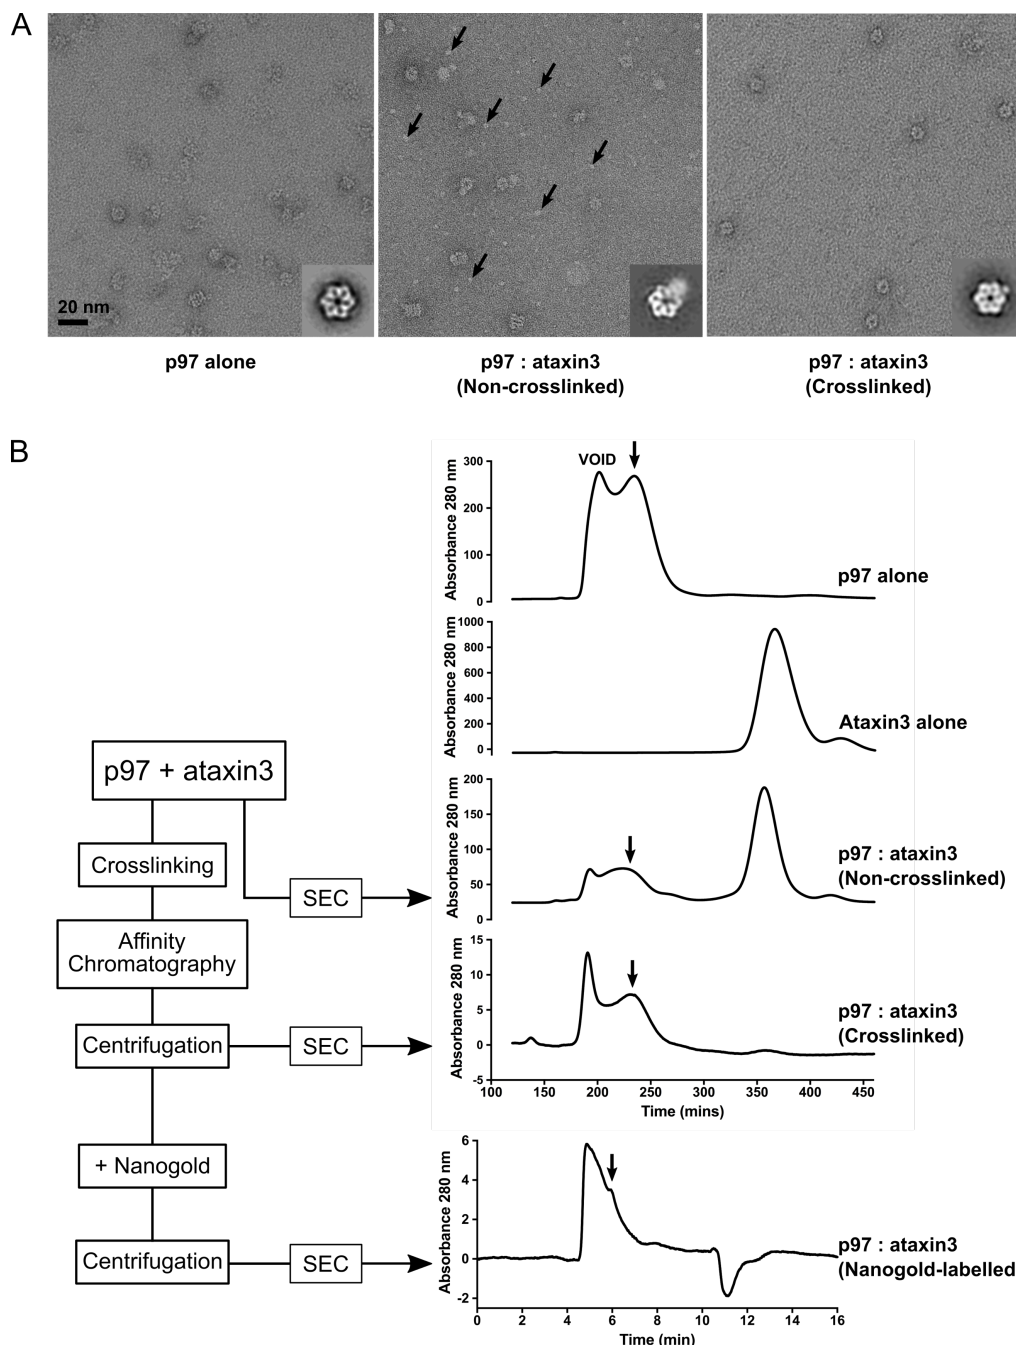 A
20 nm
p97 alone
p97 : ataxin3
(Non-crosslinked)
p97 : ataxin3
(Crosslinked)
B
p97 + ataxin3
Crosslinking
Affinity
Chromatography
Centrifugation
+ Nanogold
Centrifugation
SEC
SEC
SEC
VOID
Absorbance 280 nm
300
200
100
0
p97 alone
Absorbance 280 nm
1000
800
600
400
200
0
Ataxin3 alone
Absorbance 280 nm
200
150
100
50
0
p97 : ataxin3
(Non-crosslinked)
Absorbance 280 nm
15
10
5
0
-5
p97 : ataxin3
(Crosslinked)
100 150 200 250 300 350 400 450
Time (mins)
Absorbance 280 nm
6
4
2
0
-2
p97 : ataxin3
(Nanogold-labelled
0 2 4 6 8 10 12 14 16
Time (min)